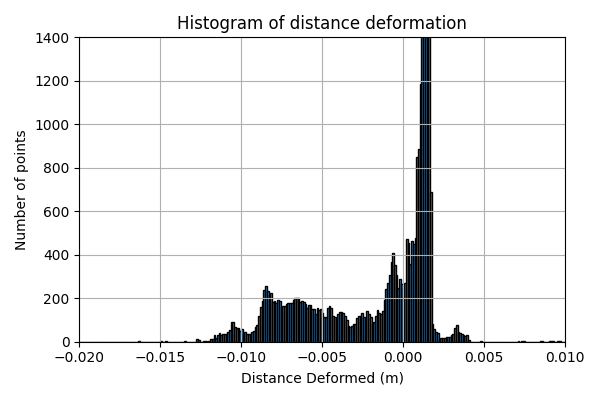 Histogram of distance deformation
1400
1200
1000
800
600
400
200
0
Number of points
−0.020 −0.015 −0.010 −0.005 0.000 0.005 0.010
Distance Deformed (m)